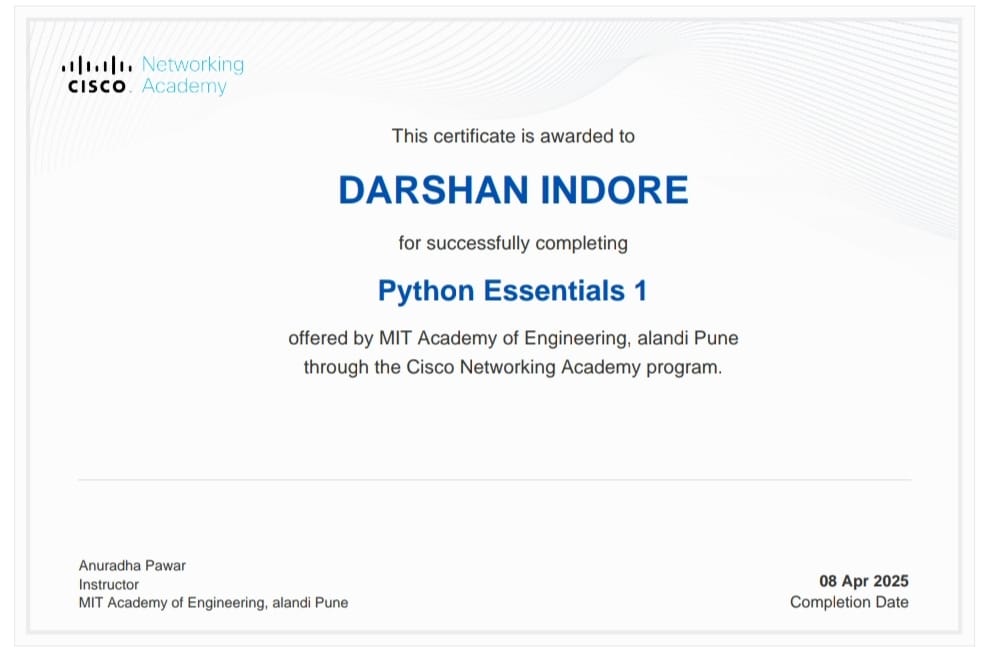 Networking
CISCO. Academy
This certificate is awarded to
DARSHAN INDORE
for successfully completing
Python Essentials 1
offered by MIT Academy of Engineering, alandi Pune
through the Cisco Networking Academy program.
Anuradha Pawar
Instructor
MIT Academy of Engineering, alandi Pune
08 Apr 2025
Completion Date